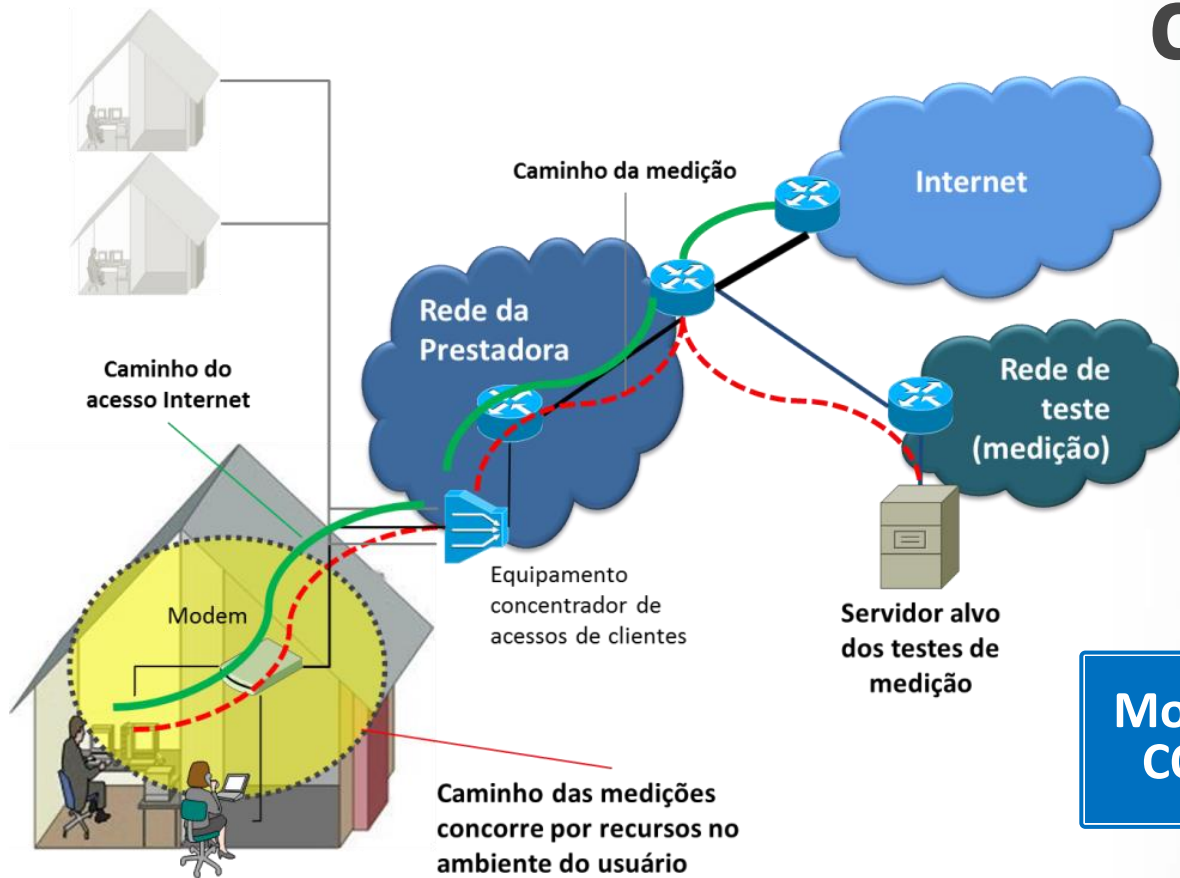 Caminho da medição
Internet
Rede da
Prestadora
Caminho do
acesso Internet
Rede de
teste
(medição)
Modem
Equipamento
concentrador de
acessos de clientes
Servidor alvo
dos testes de
medição
Caminho das medições
concorre por recursos no
ambiente do usuário